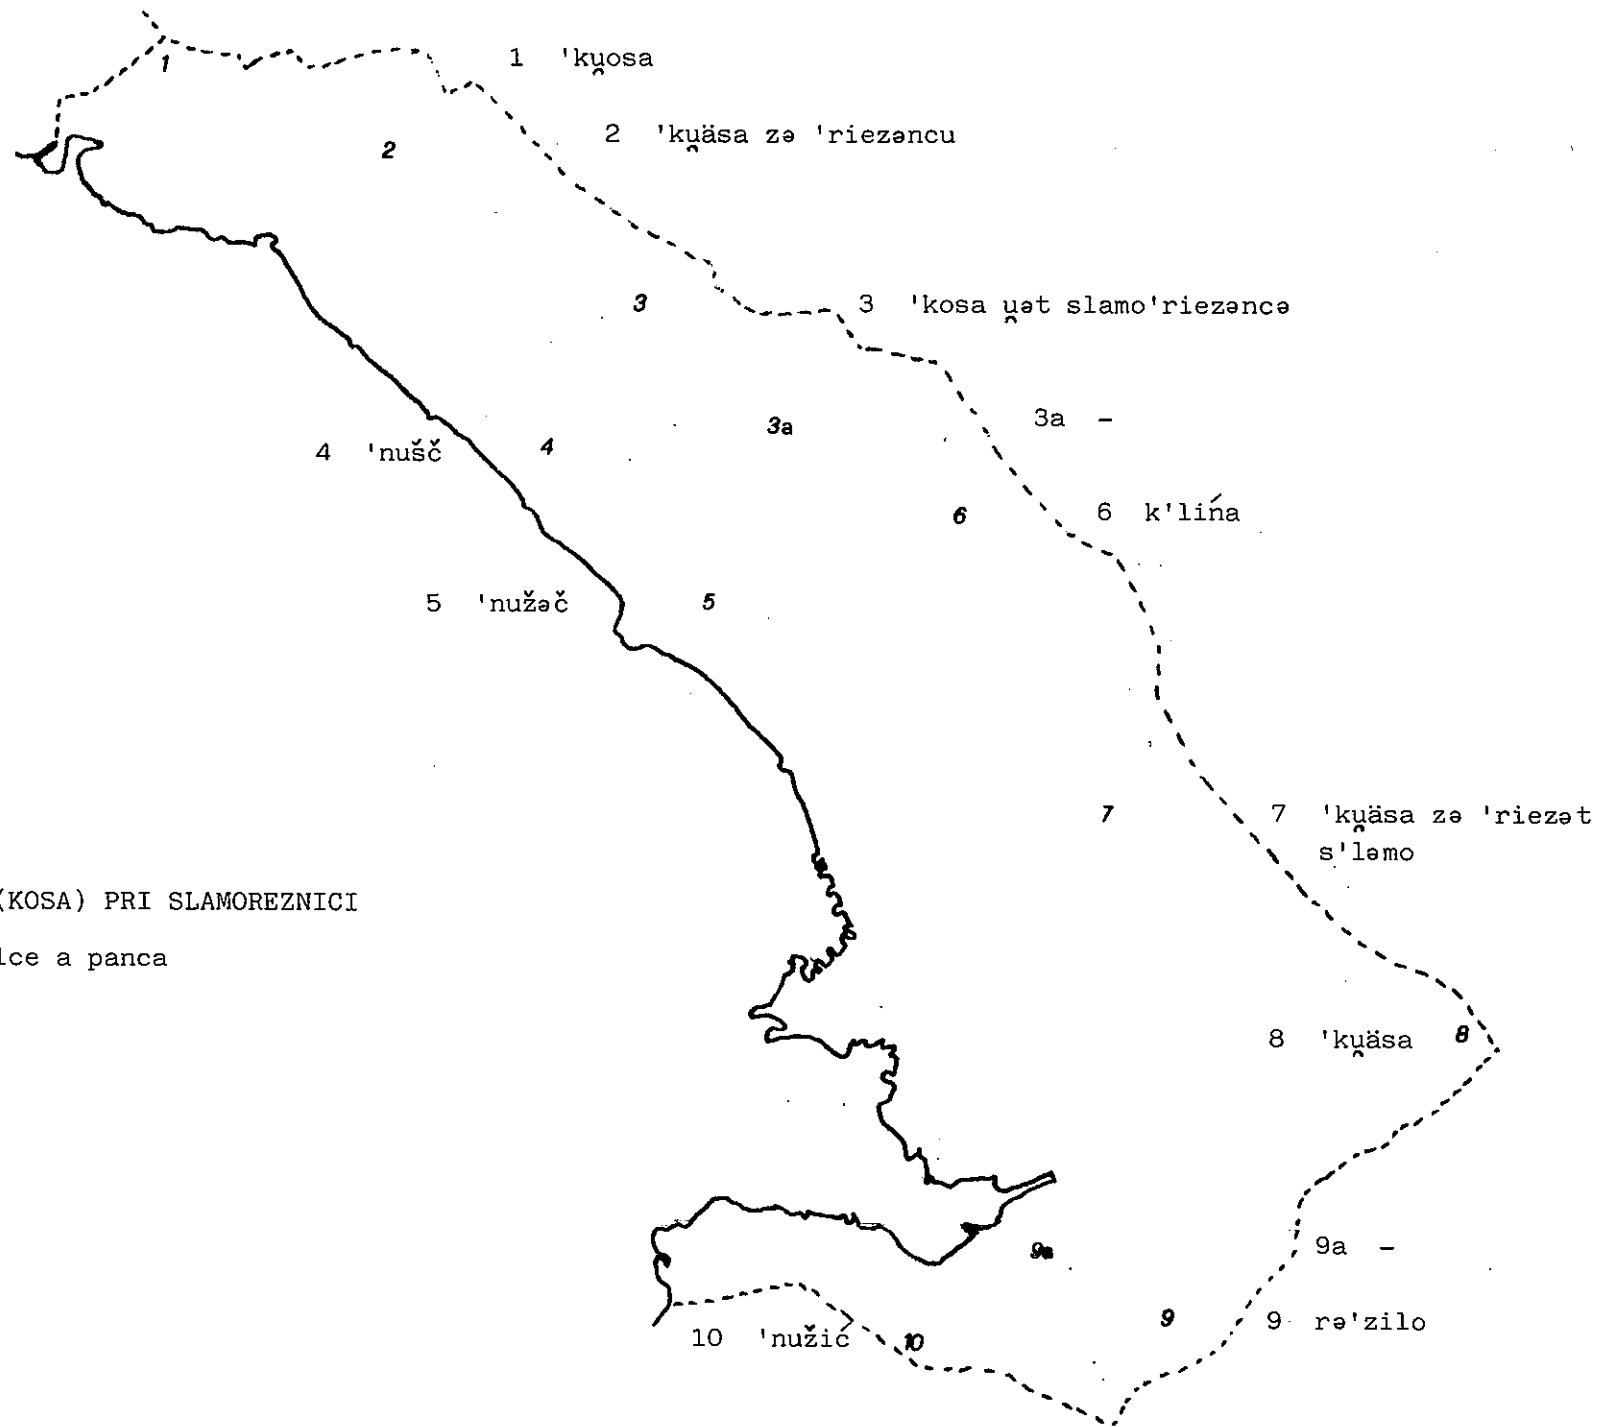 1
1 'ku̯osa
2
2 'ku̯äsa zə 'riezəncu
3
3 'kosa u̯ət slamo'riezəncə
3a
3a –
4 'nušč
4
6
6 k'lińa
5 'nužəč
5
7
7 'ku̯äsa zə 'riezət
s'ləmo
(KOSA) PRI SLAMOREZNICI
lce a panca
8 'ku̯äsa
8
9a
9a –
9
9 rə'zilo
10 'nužić
10